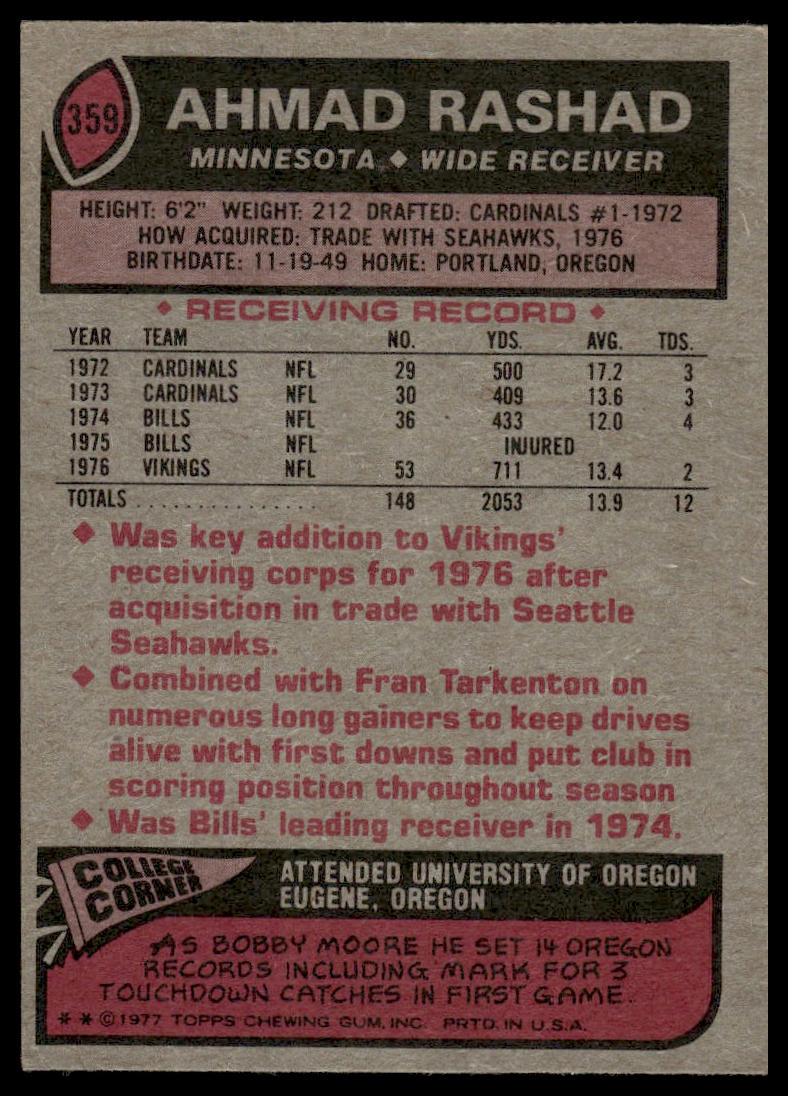 359
AHMAD RASHAD
MINNESOTA ◆ WIDE RECEIVER
HEIGHT: 6'2" WEIGHT: 212 DRAFTED: CARDINALS #1-1972
HOW ACQUIRED: TRADE WITH SEAHAWKS, 1976
BIRTHDATE: 11-19-49 HOME: PORTLAND, OREGON
◆ RECEIVING RECORD ◆
YEAR TEAM NO. YDS. AVG. TDS.
1972 CARDINALS NFL 29 500 17.2 3
1973 CARDINALS NFL 30 409 13.6 3
1974 BILLS NFL 36 433 12.0 4
1975 BILLS NFL INJURED
1976 VIKINGS NFL 53 711 13.4 2
TOTALS ................ 148 2053 13.9 12
◆ Was key addition to Vikings'
receiving corps for 1976 after
acquisition in trade with Seattle
Seahawks.
◆ Combined with Fran Tarkenton on
numerous long gainers to keep drives
alive with first downs and put club in
scoring position throughout season
◆ Was Bills' leading receiver in 1974.
COLLEGE
CORNER
ATTENDED UNIVERSITY OF OREGON
EUGENE, OREGON
AS BOBBY MOORE HE SET 14 OREGON
RECORDS INCLUDING MARK FOR 3
TOUCHDOWN CATCHES IN FIRST GAME.
* * ©1977 TOPPS CHEWING GUM, INC. PRTD. IN U.S.A.